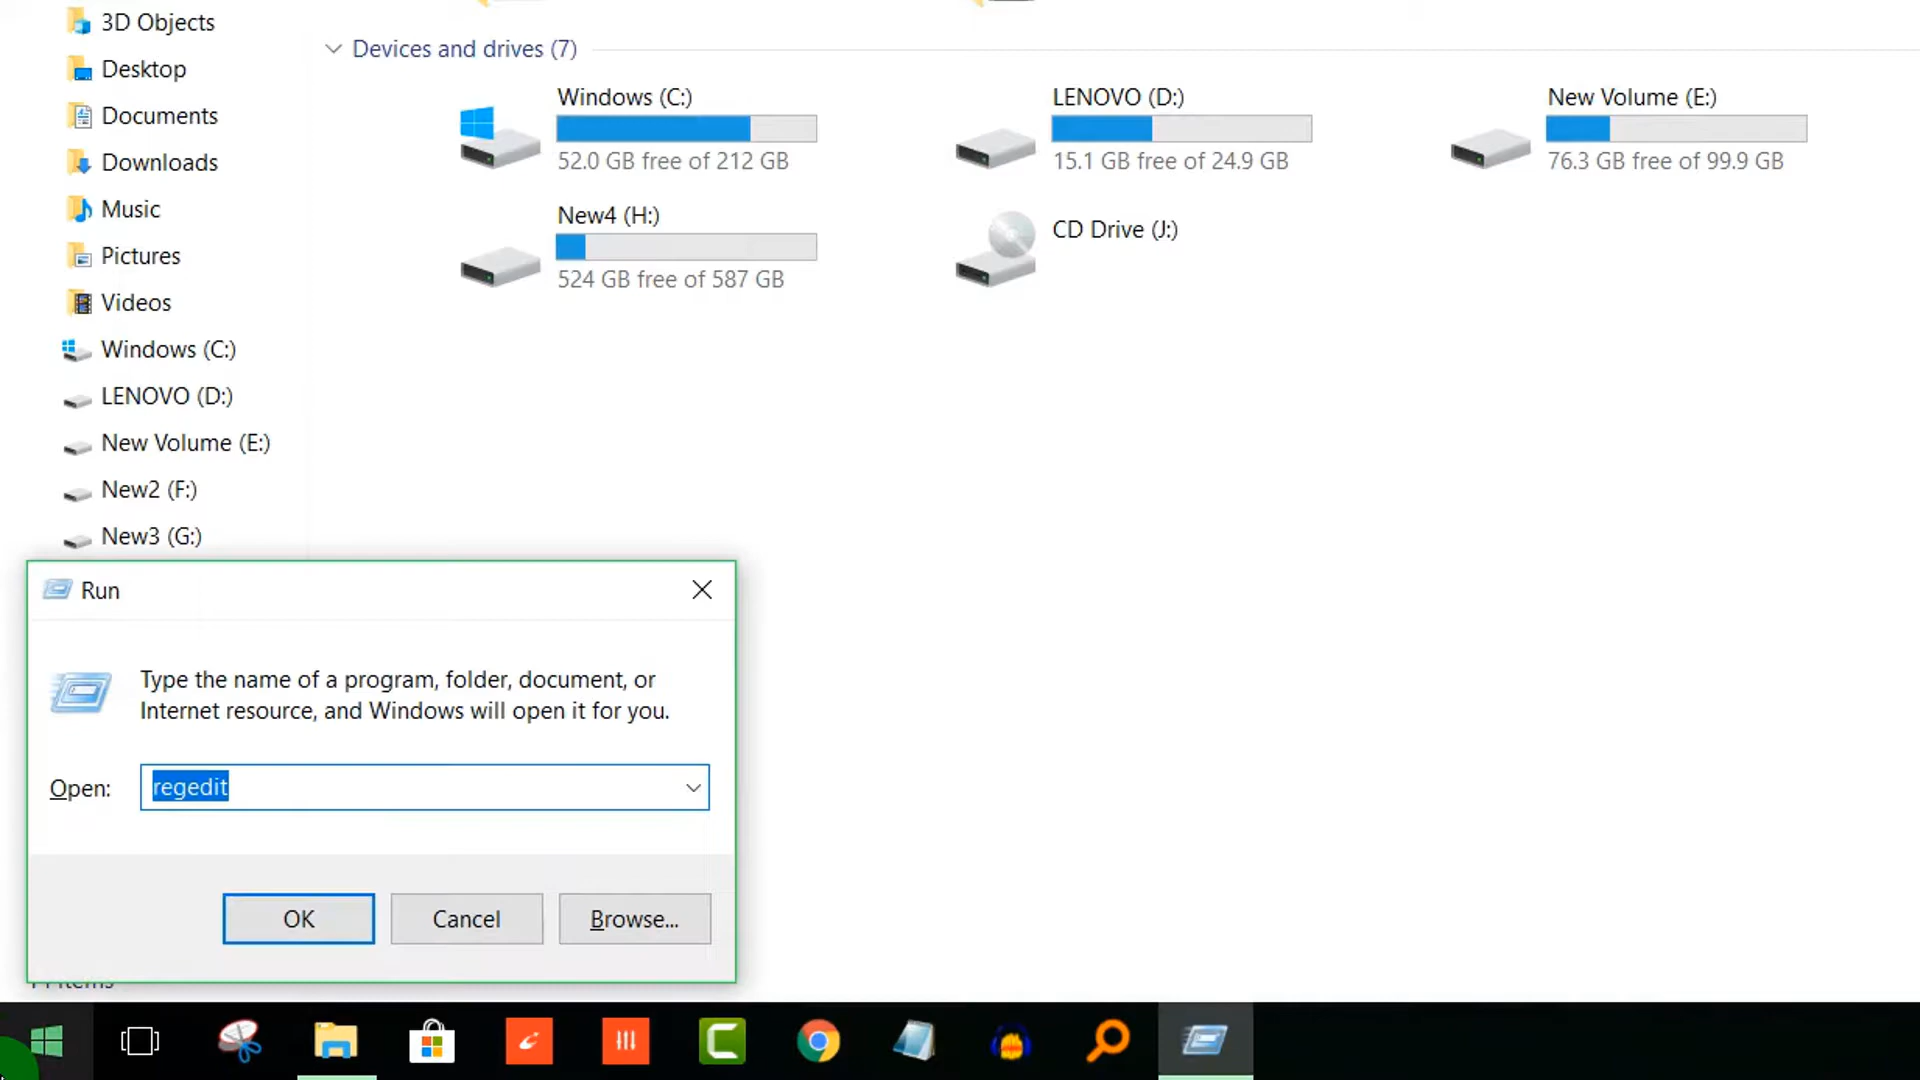 3D Objects
Desktop
Documents
Downloads
Music
Pictures
Videos
Windows (C:)
LENOVO (D:)
New Volume (E:)
New2 (F:)
New3 (G:)
Devices and drives (7)
Windows (C:)
52.0 GB free of 212 GB
LENOVO (D:)
15.1 GB free of 24.9 GB
New Volume (E:)
76.3 GB free of 99.9 GB
New4 (H:)
524 GB free of 587 GB
CD Drive (J:)
Run
Type the name of a program, folder, document, or
Internet resource, and Windows will open it for you.
Open:
regedit
OK
Cancel
Browse...
items